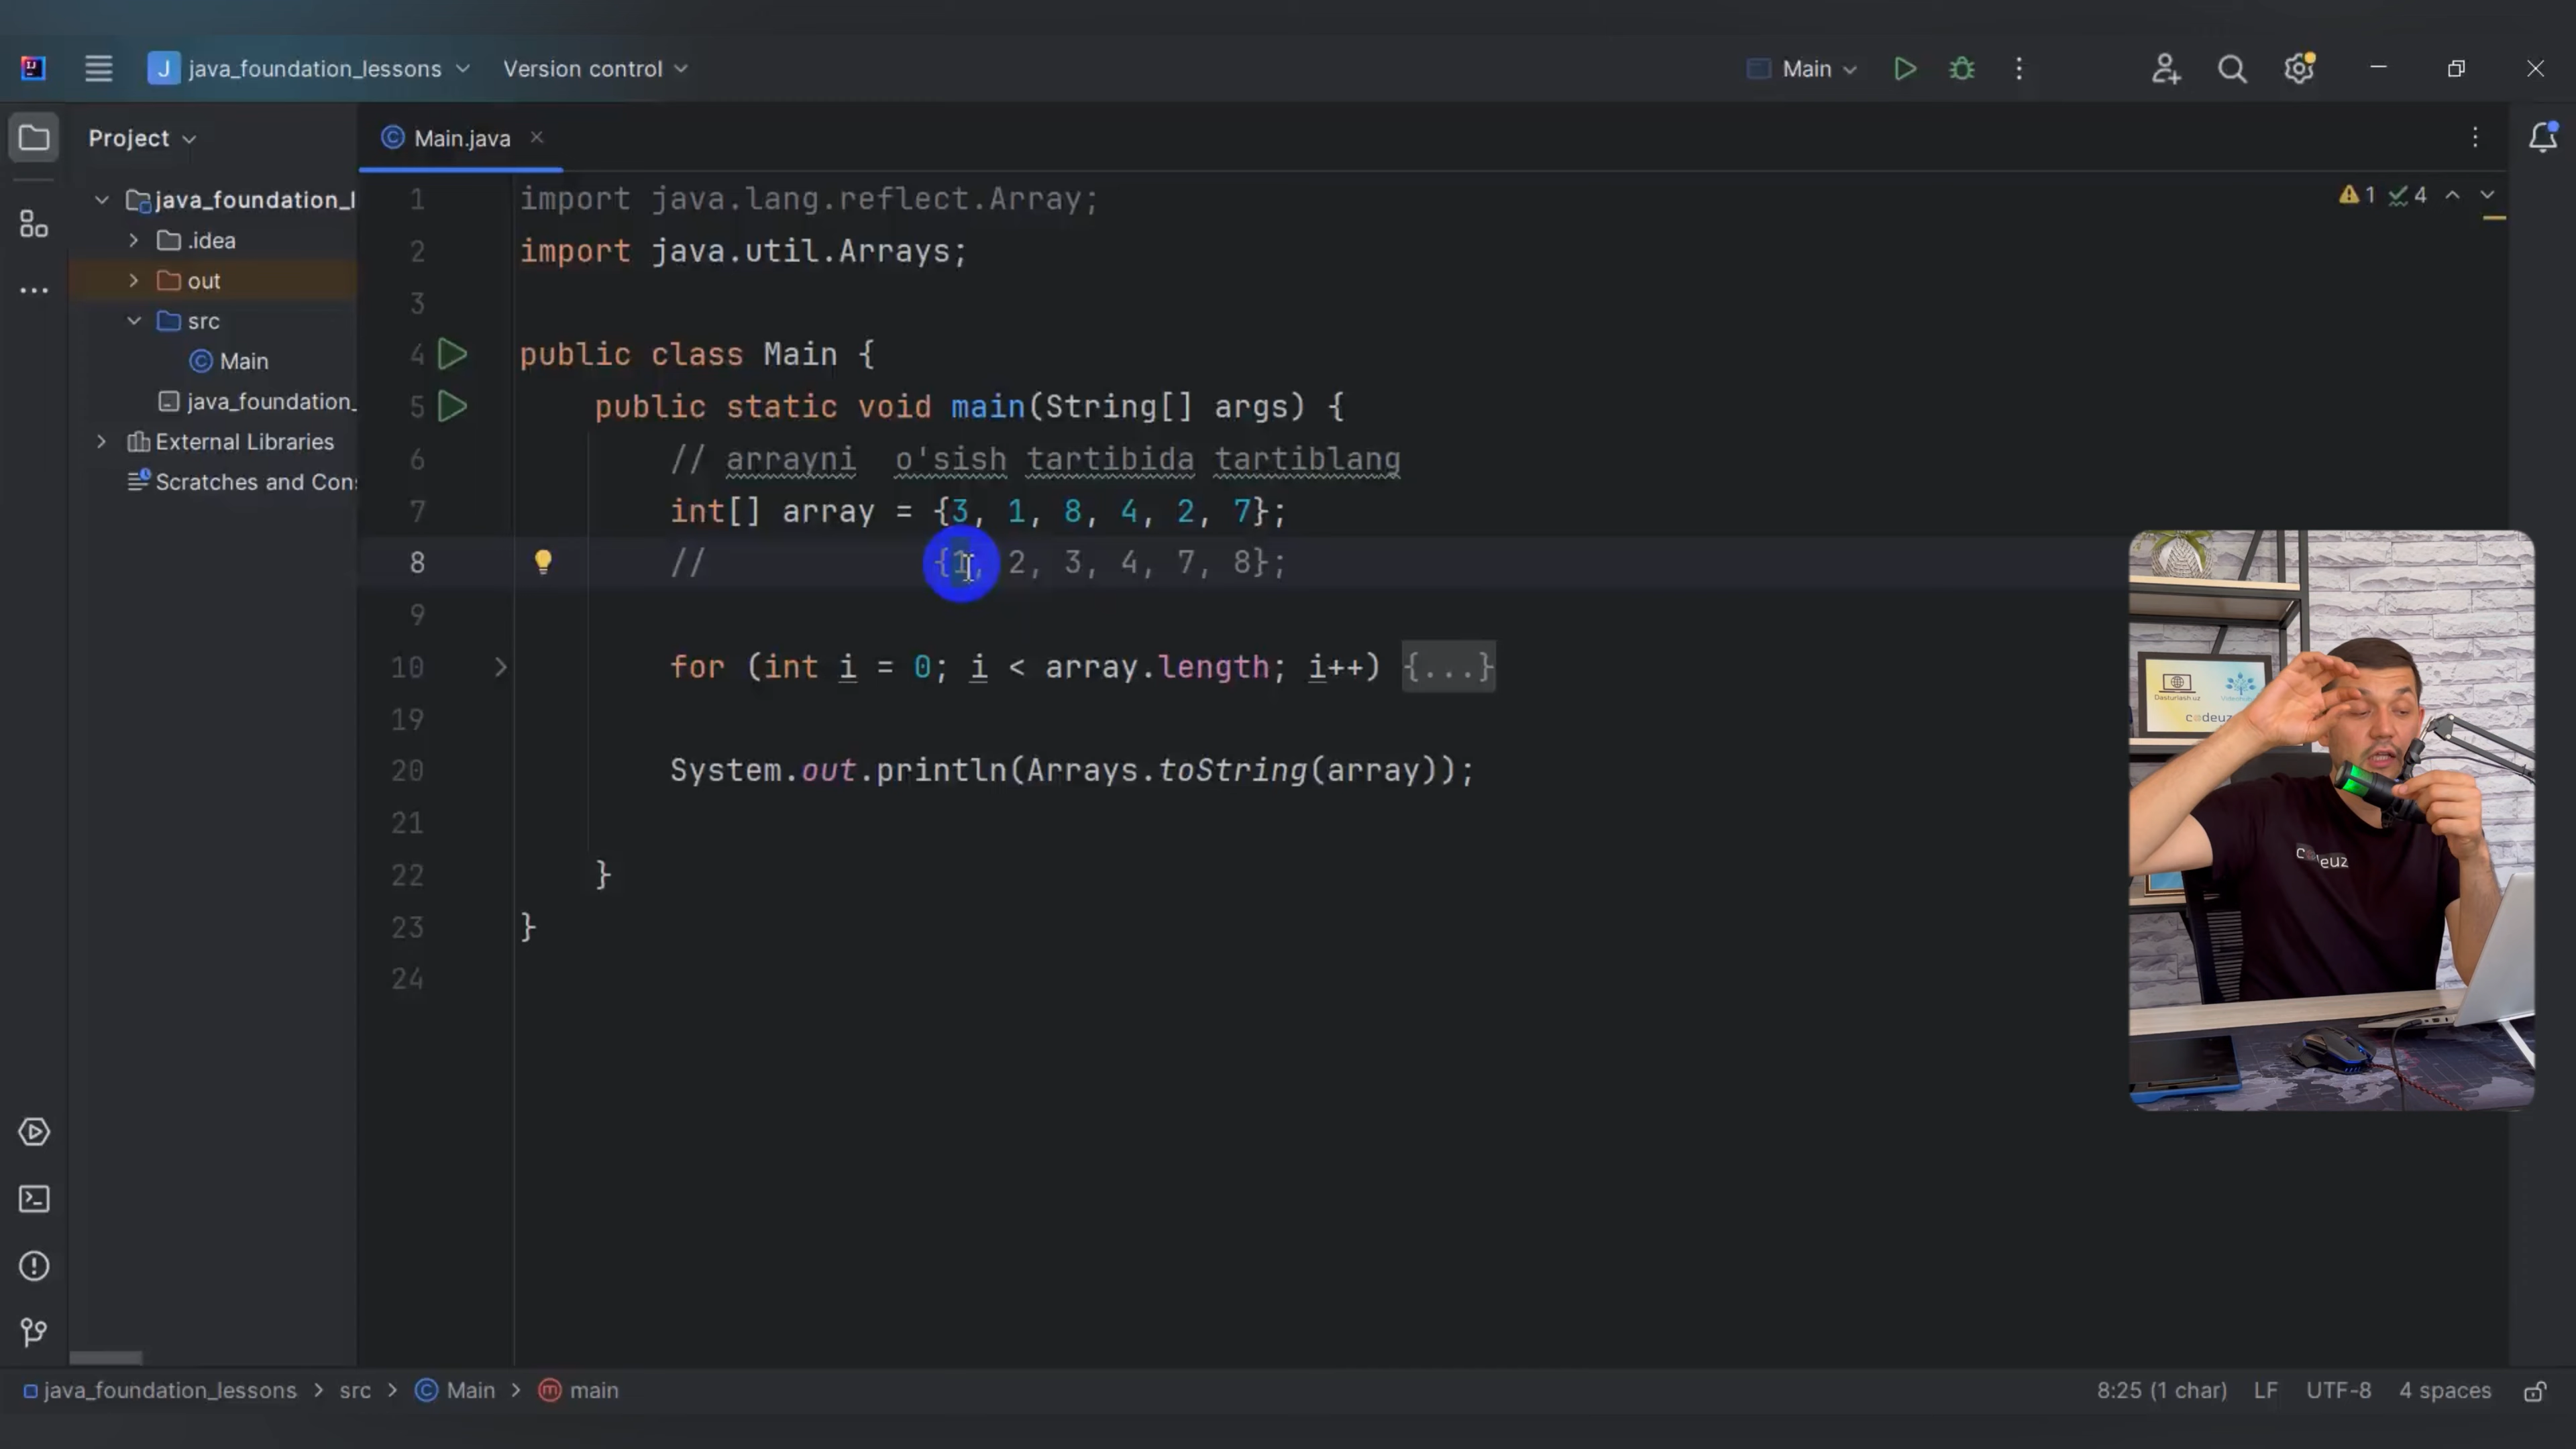 J java_foundation_lessons Version control Main
Project
Main.java
java_foundation_l
.idea
out
src
Main
java_foundation_
External Libraries
Scratches and Con
1 import java.lang.reflect.Array;
2 import java.util.Arrays;
3
4 public class Main {
5 public static void main(String[] args) {
6 // arrayni o'sish tartibida tartiblang
7 int[] array = {3, 1, 8, 4, 2, 7};
8 // {1, 2, 3, 4, 7, 8};
9
10 for (int i = 0; i < array.length; i++) {...}
19
20 System.out.println(Arrays.toString(array));
21
22 }
23 }
24
1 4
Dasturlash.uz
codeuz
java_foundation_lessons > src > Main > main
8:25 (1 char) LF UTF-8 4 spaces